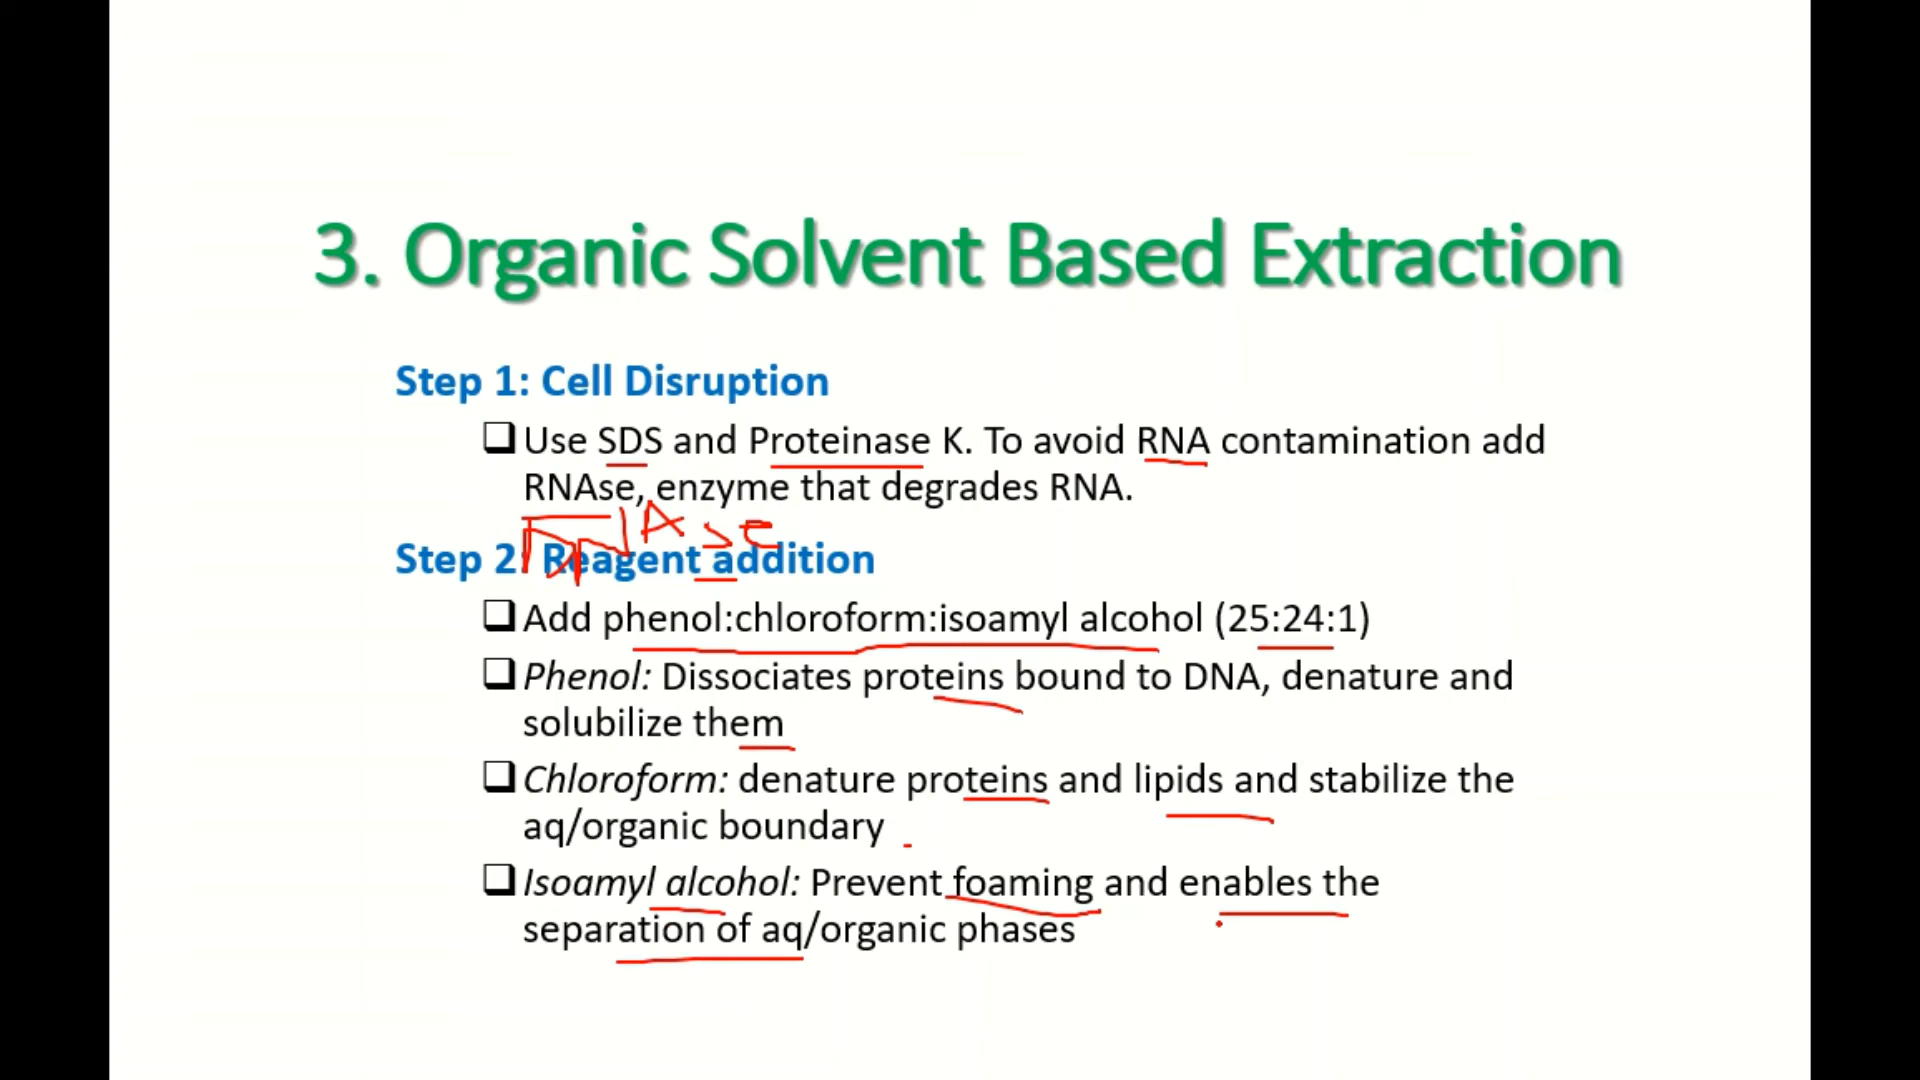 3. Organic Solvent Based Extraction
Step 1: Cell Disruption
Use SDS and Proteinase K. To avoid RNA contamination add
RNAse, enzyme that degrades RNA.
DNAse
Step 2: Reagent addition
Add phenol:chloroform:isoamyl alcohol (25:24:1)
Phenol: Dissociates proteins bound to DNA, denature and
solubilize them
Chloroform: denature proteins and lipids and stabilize the
aq/organic boundary
Isoamyl alcohol: Prevent foaming and enables the
separation of aq/organic phases